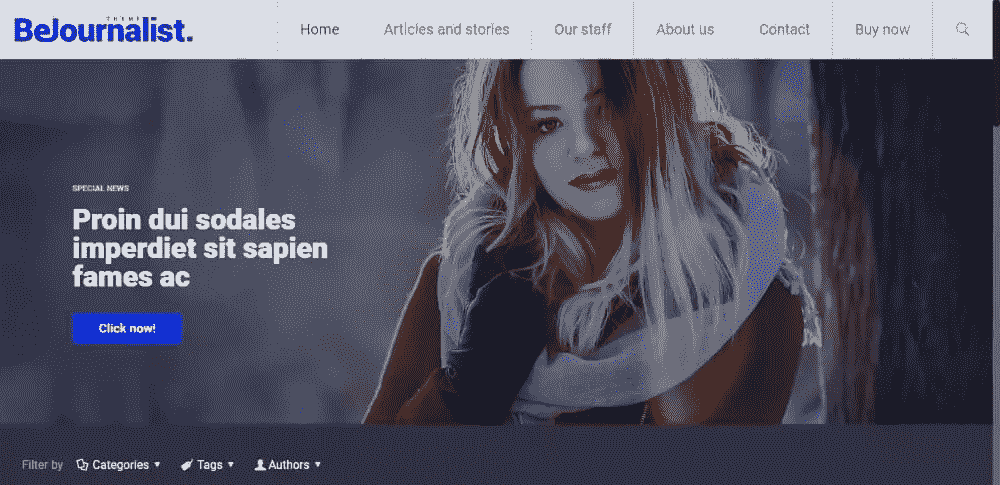 THEME
BeJournalist.
Home
Articles and stories
Our staff
About us
Contact
Buy now
SPECIAL NEWS
Proin dui sodales
imperdiet sit sapien
fames ac
Click now!
Filter by
Categories
Tags
Authors